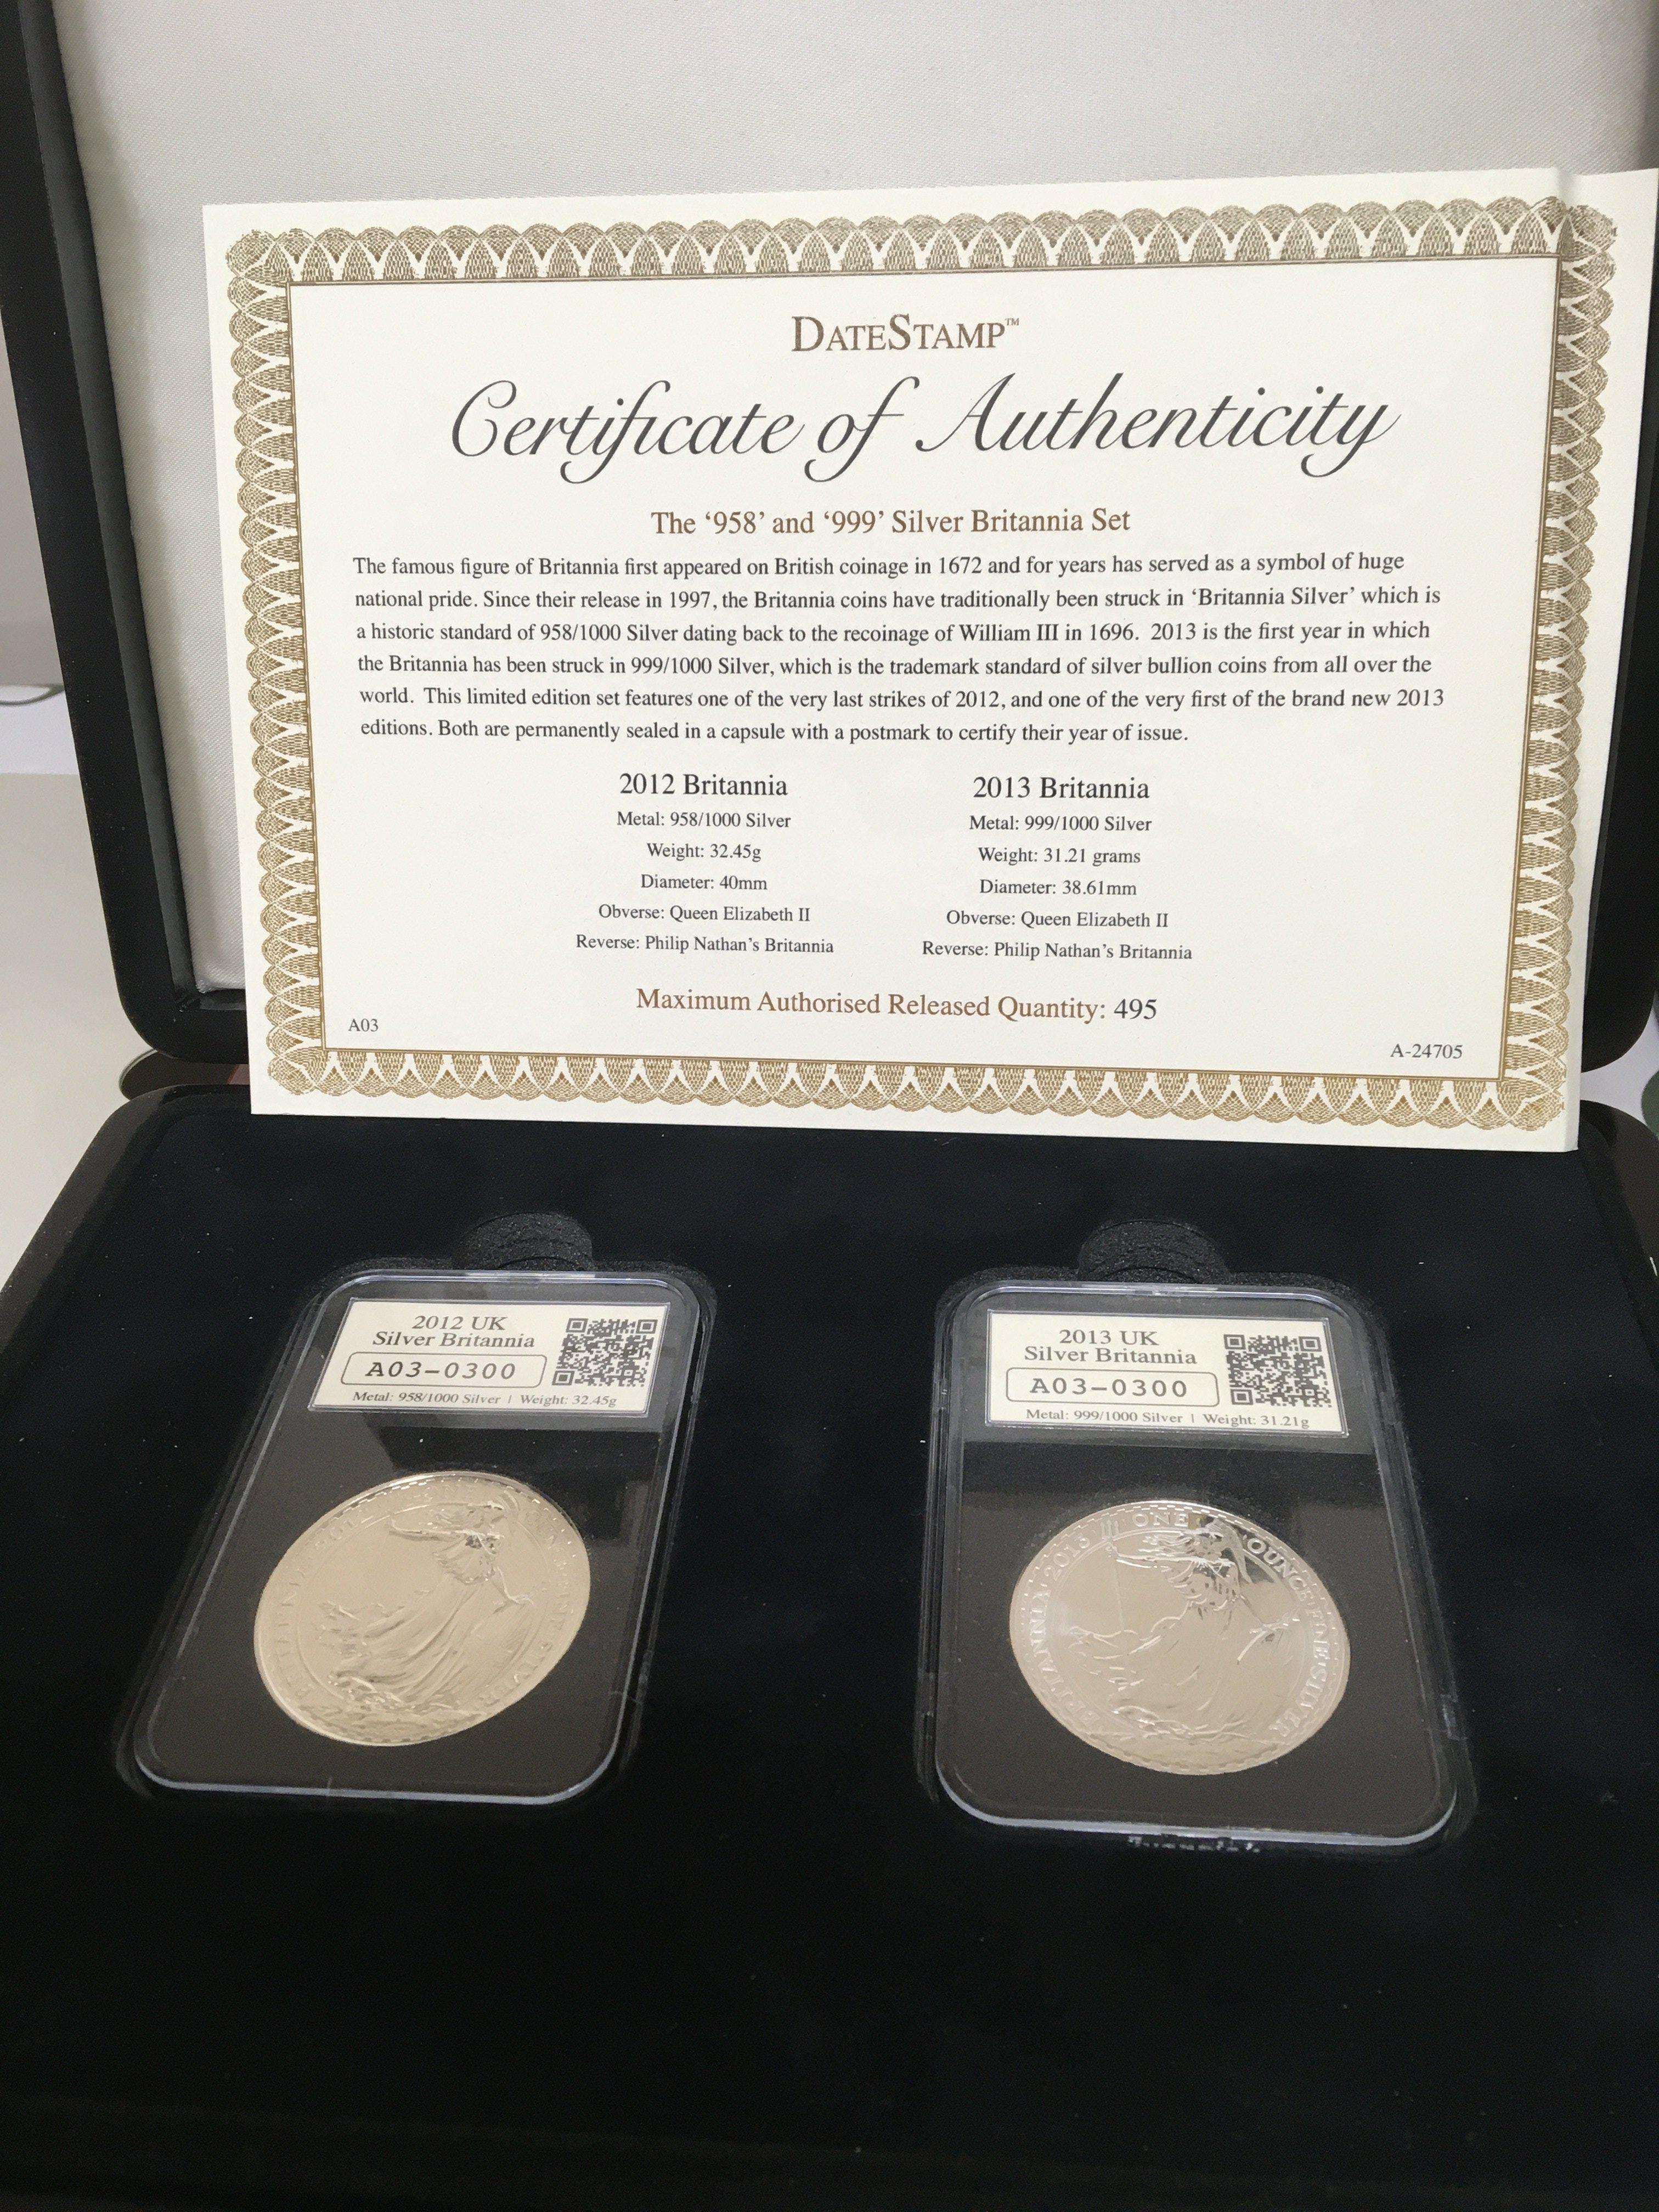 DATESTAMP™
Certificate of Authenticity
The ‘958’ and ‘999’ Silver Britannia Set
The famous figure of Britannia first appeared on British coinage in 1672 and for years has served as a symbol of huge
national pride. Since their release in 1997, the Britannia coins have traditionally been struck in ‘Britannia Silver’ which is
a historic standard of 958/1000 Silver dating back to the recoinage of William III in 1696. 2013 is the first year in which
the Britannia has been struck in 999/1000 Silver, which is the trademark standard of silver bullion coins from all over the
world. This limited edition set features one of the very last strikes of 2012, and one of the very first of the brand new 2013
editions. Both are permanently sealed in a capsule with a postmark to certify their year of issue.
2012 Britannia
Metal: 958/1000 Silver
Weight: 32.45g
Diameter: 40mm
Obverse: Queen Elizabeth II
Reverse: Philip Nathan’s Britannia
2013 Britannia
Metal: 999/1000 Silver
Weight: 31.21 grams
Diameter: 38.61mm
Obverse: Queen Elizabeth II
Reverse: Philip Nathan’s Britannia
Maximum Authorised Released Quantity: 495
A03
A-24705
2012 UK
Silver Britannia
A03-0300
Metal: 958/1000 Silver | Weight: 32.45g
2013 UK
Silver Britannia
A03-0300
Metal: 999/1000 Silver | Weight: 31.21g
BRITANNIA 2013 ONE OUNCE FINE SILVER